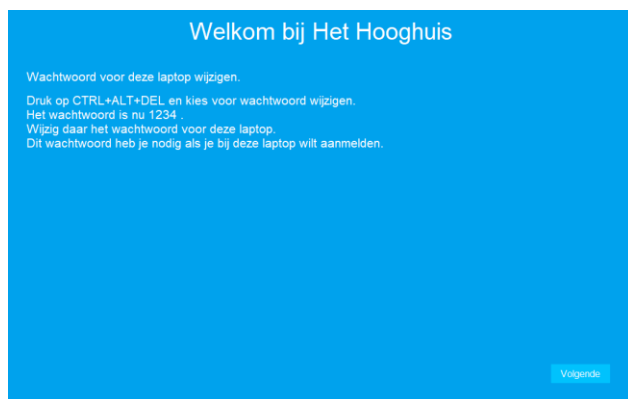 Welkom bij Het Hooghuis
Wachtwoord voor deze laptop wijzigen.
Druk op CTRL+ALT+DEL en kies voor wachtwoord wijzigen.
Het wachtwoord is nu 1234 .
Wijzig daar het wachtwoord voor deze laptop.
Dit wachtwoord heb je nodig als je bij deze laptop wilt aanmelden.
Volgende